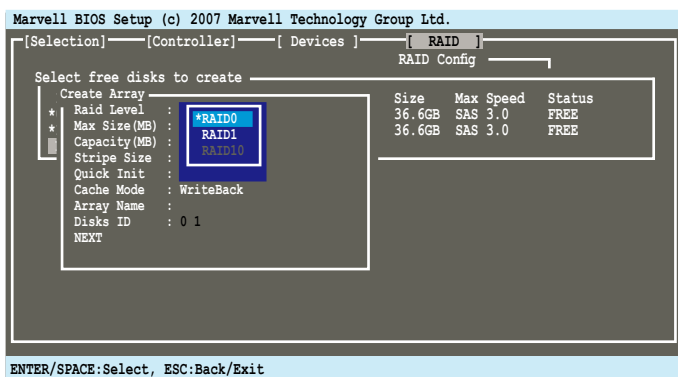 Marvell BIOS Setup (c) 2007 Marvell Technology Group Ltd.
[Selection] [Controller] [ Devices ] [ RAID ]
RAID Config
Select free disks to create
Create Array
Size Max Speed Status
* Raid Level : *RAID0 36.6GB SAS 3.0 FREE
* Max Size(MB) : RAID1 36.6GB SAS 3.0 FREE
Capacity(MB) : RAID10
Stripe Size :
Quick Init :
Cache Mode : WriteBack
Array Name :
Disks ID : 0 1
NEXT
ENTER/SPACE:Select, ESC:Back/Exit